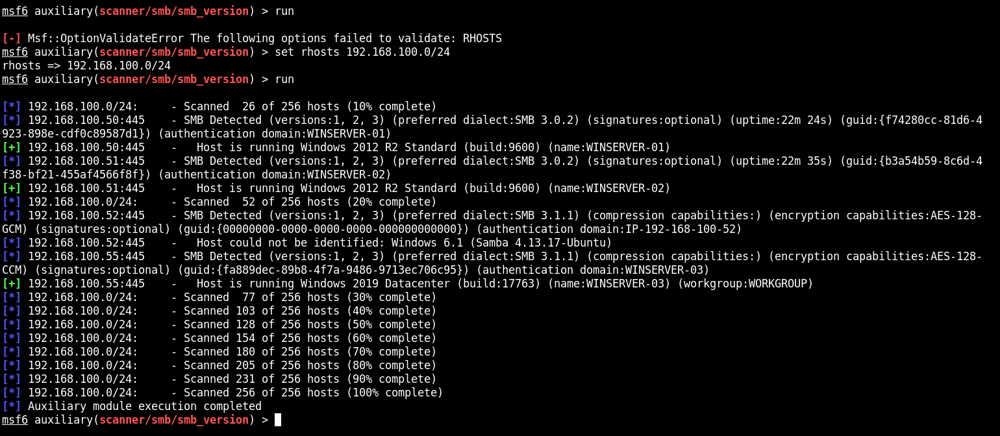 msf6 auxiliary(scanner/smb/smb_version) > run
[-] Msf::OptionValidateError The following options failed to validate: RHOSTS
msf6 auxiliary(scanner/smb/smb_version) > set rhosts 192.168.100.0/24
rhosts => 192.168.100.0/24
msf6 auxiliary(scanner/smb/smb_version) > run
[*] 192.168.100.0/24:     - Scanned  26 of 256 hosts (10% complete)
[*] 192.168.100.50:445    - SMB Detected (versions:1, 2, 3) (preferred dialect:SMB 3.0.2) (signatures:optional) (uptime:22m 24s) (guid:{f74280cc-81d6-4
923-898e-cdf0c89587d1}) (authentication domain:WINSERVER-01)
[+] 192.168.100.50:445    -   Host is running Windows 2012 R2 Standard (build:9600) (name:WINSERVER-01)
[*] 192.168.100.51:445    - SMB Detected (versions:1, 2, 3) (preferred dialect:SMB 3.0.2) (signatures:optional) (uptime:22m 35s) (guid:{b3a54b59-8c6d-4
f38-bf21-455af4566f8f}) (authentication domain:WINSERVER-02)
[+] 192.168.100.51:445    -   Host is running Windows 2012 R2 Standard (build:9600) (name:WINSERVER-02)
[*] 192.168.100.0/24:     - Scanned  52 of 256 hosts (20% complete)
[*] 192.168.100.52:445    - SMB Detected (versions:1, 2, 3) (preferred dialect:SMB 3.1.1) (compression capabilities:) (encryption capabilities:AES-128-
GCM) (signatures:optional) (guid:{00000000-0000-0000-0000-000000000000}) (authentication domain:IP-192-168-100-52)
[*] 192.168.100.52:445    -   Host could not be identified: Windows 6.1 (Samba 4.13.17-Ubuntu)
[*] 192.168.100.55:445    - SMB Detected (versions:1, 2, 3) (preferred dialect:SMB 3.1.1) (compression capabilities:) (encryption capabilities:AES-128-
CCM) (signatures:optional) (guid:{fa889dec-89b8-4f7a-9486-9713ec706c95}) (authentication domain:WINSERVER-03)
[+] 192.168.100.55:445    -   Host is running Windows 2019 Datacenter (build:17763) (name:WINSERVER-03) (workgroup:WORKGROUP)
[*] 192.168.100.0/24:     - Scanned  77 of 256 hosts (30% complete)
[*] 192.168.100.0/24:     - Scanned 103 of 256 hosts (40% complete)
[*] 192.168.100.0/24:     - Scanned 128 of 256 hosts (50% complete)
[*] 192.168.100.0/24:     - Scanned 154 of 256 hosts (60% complete)
[*] 192.168.100.0/24:     - Scanned 180 of 256 hosts (70% complete)
[*] 192.168.100.0/24:     - Scanned 205 of 256 hosts (80% complete)
[*] 192.168.100.0/24:     - Scanned 231 of 256 hosts (90% complete)
[*] 192.168.100.0/24:     - Scanned 256 of 256 hosts (100% complete)
[*] Auxiliary module execution completed
msf6 auxiliary(scanner/smb/smb_version) >